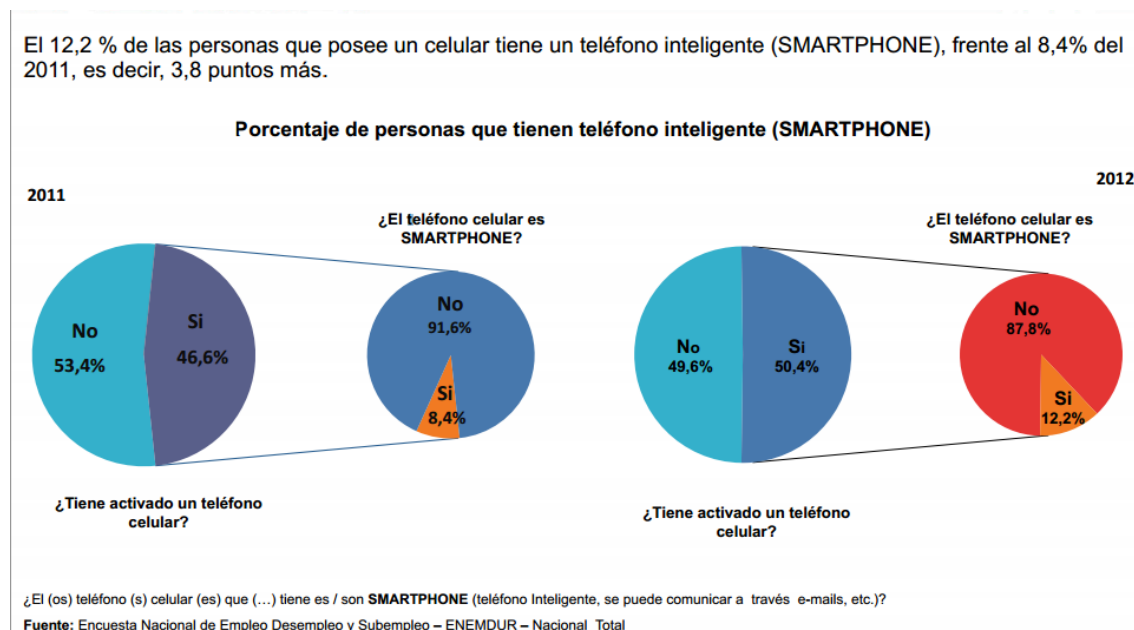 El 12,2 % de las personas que posee un celular tiene un teléfono inteligente (SMARTPHONE), frente al 8,4% del
2011, es decir, 3,8 puntos más.
Porcentaje de personas que tienen teléfono inteligente (SMARTPHONE)
2011
¿El teléfono celular es
SMARTPHONE?
No
53,4%
Si
46,6%
No
91,6%
Si
8,4%
¿Tiene activado un teléfono
celular?
2012
¿El teléfono celular es
SMARTPHONE?
No
49,6%
Si
50,4%
No
87,8%
Si
12,2%
¿Tiene activado un teléfono
celular?
¿El (os) teléfono (s) celular (es) que (…) tiene es / son SMARTPHONE (teléfono Inteligente, se puede comunicar a través e-mails, etc.)?
Fuente: Encuesta Nacional de Empleo Desempleo y Subempleo – ENEMDUR – Nacional Total